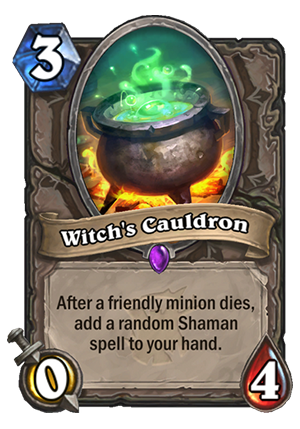 3
Witch's Cauldron
After a friendly minion dies,
add a random Shaman
spell to your hand.
0
4